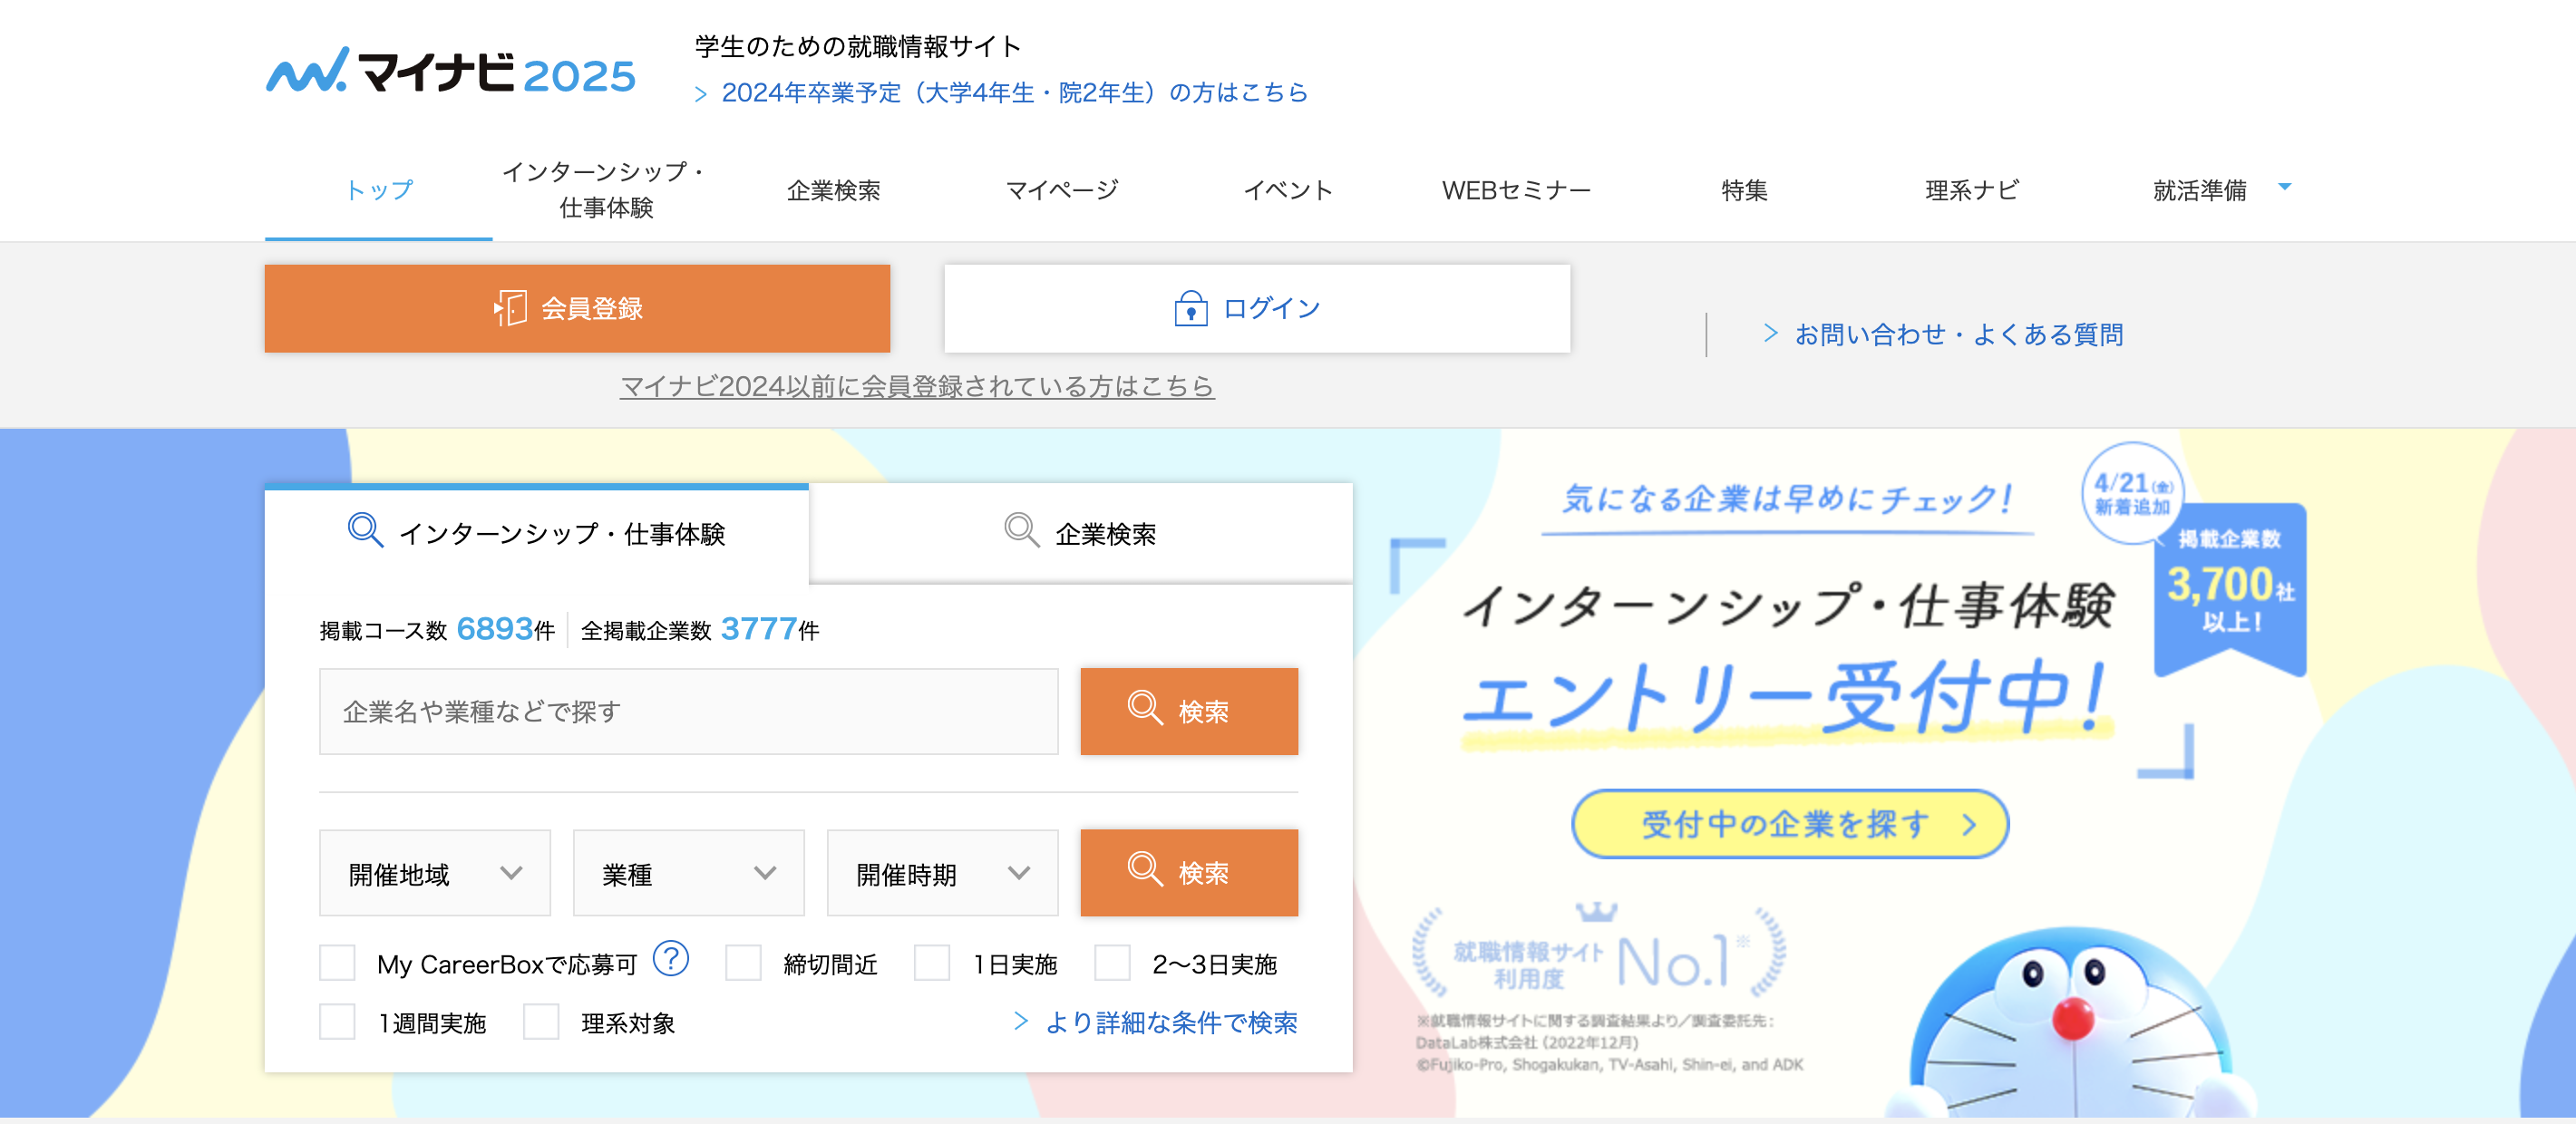 マイナビ2025
学生のための就職情報サイト
2024年卒業予定（大学4年生・院2年生）の方はこちら
トップ
インターンシップ・
仕事体験
企業検索
マイページ
イベント
WEBセミナー
特集
理系ナビ
就活準備
会員登録
ログイン
お問い合わせ・よくある質問
マイナビ2024以前に会員登録されている方はこちら
インターンシップ・仕事体験
企業検索
掲載コース数 6893件
全掲載企業数 3777件
企業名や業種などで探す
検索
開催地域
業種
開催時期
検索
My CareerBoxで応募可
?
締切間近
1日実施
2〜3日実施
1週間実施
理系対象
より詳細な条件で検索
気になる企業は早めにチェック！
4/21(金)
新着追加
掲載企業数
3,700社
以上！
インターンシップ・仕事体験
エントリー受付中！
受付中の企業を探す
就職情報サイト
利用度
No.1※
※就職情報サイトに関する調査結果より／調査委託先：
DataLab株式会社（2022年12月）
©Fujiko-Pro, Shogakukan, TV-Asahi, Shin-ei, and ADK